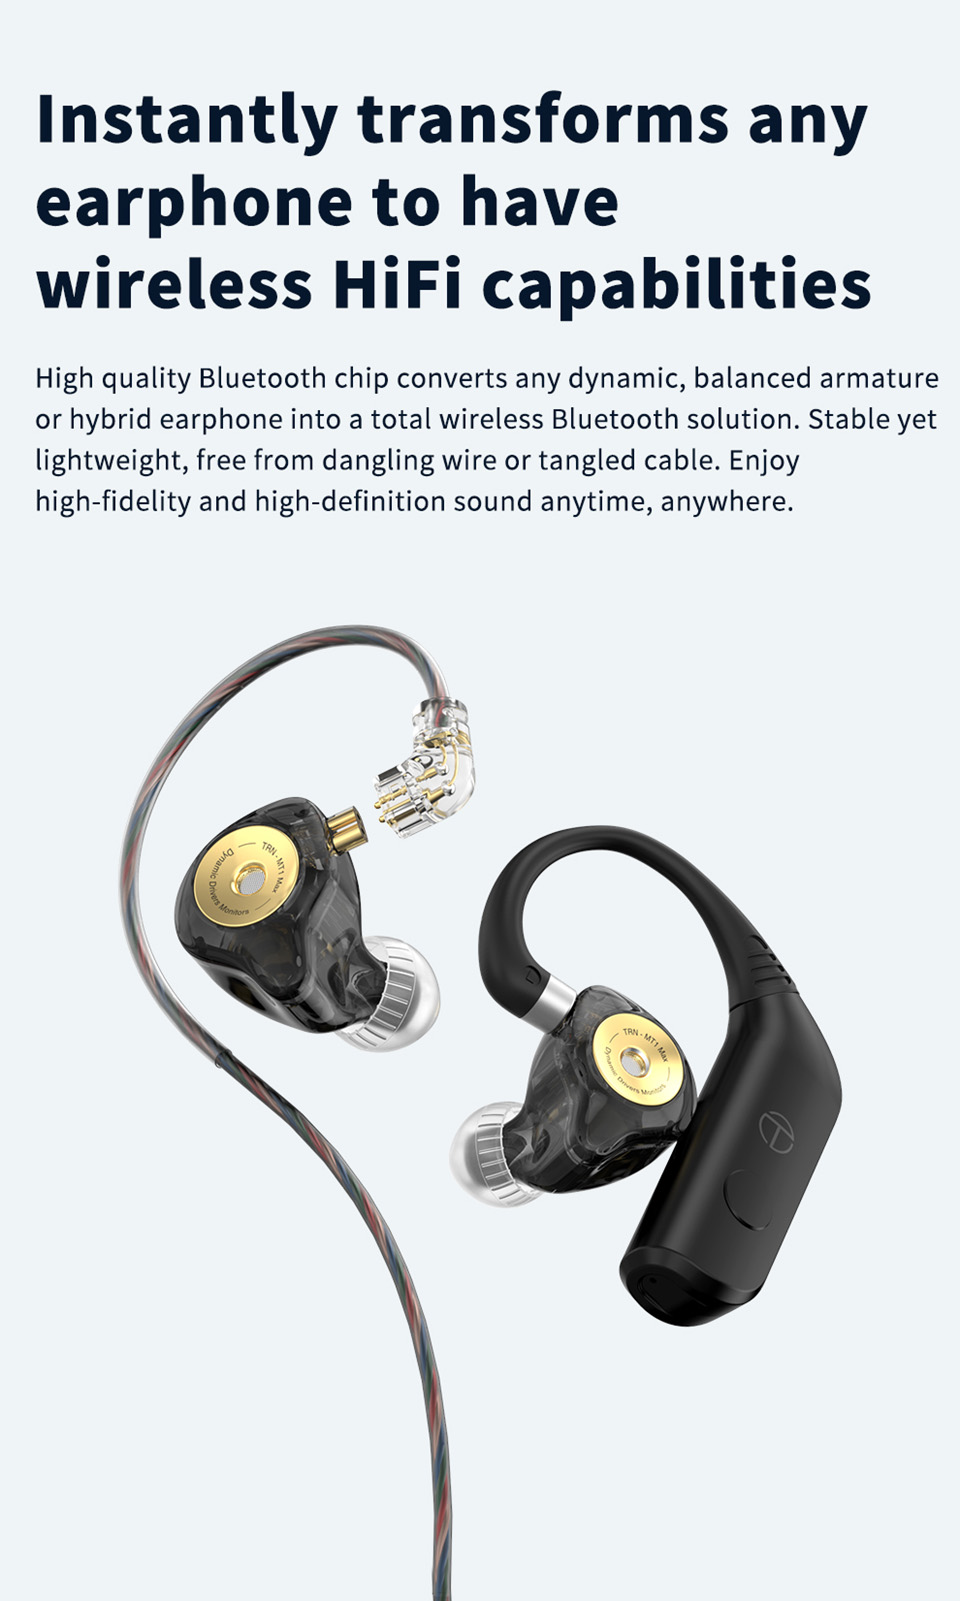 Instantly transforms any
earphone to have
wireless HiFi capabilities
High quality Bluetooth chip converts any dynamic, balanced armature
or hybrid earphone into a total wireless Bluetooth solution. Stable yet
lightweight, free from dangling wire or tangled cable. Enjoy
high-fidelity and high-definition sound anytime, anywhere.
TRN - MT1 Max
Dynamic Drivers Monitors
TRN - MT1 Max
Dynamic Drivers Monitors